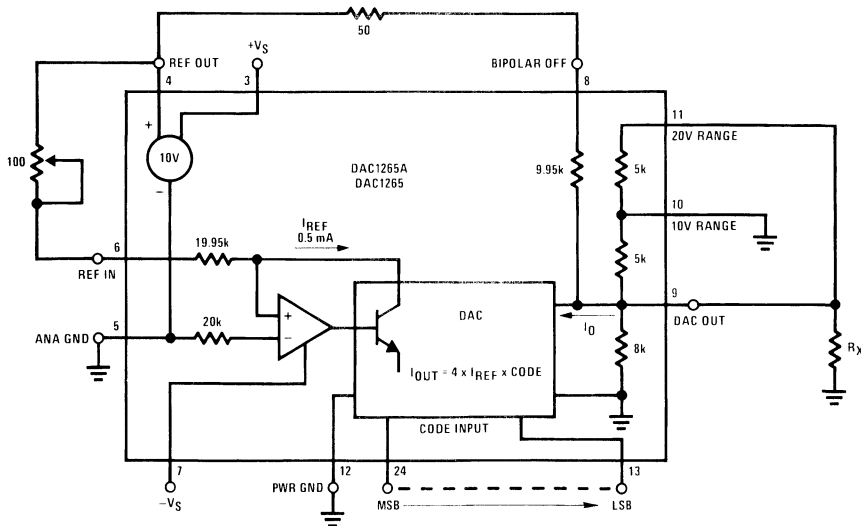 50
REF OUT
+VS
BIPOLAR OFF
4
3
8
11
20V RANGE
+
10V
−
100
DAC1265A
DAC1265
9.95k
5k
10
10V RANGE
IREF
0.5 mA
6
19.95k
REF IN
5k
9
DAC OUT
DAC
IO
ANA GND
5
20k
+
−
8k
RX
IOUT = 4 x IREF x CODE
CODE INPUT
7
12
24
13
−VS
PWR GND
MSB
LSB